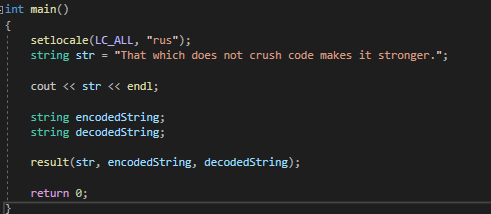 int main()
{
setlocale(LC_ALL, "rus");
string str = "That which does not crush code makes it stronger.";
cout << str << endl;
string encodedString;
string decodedString;
result(str, encodedString, decodedString);
return 0;
}